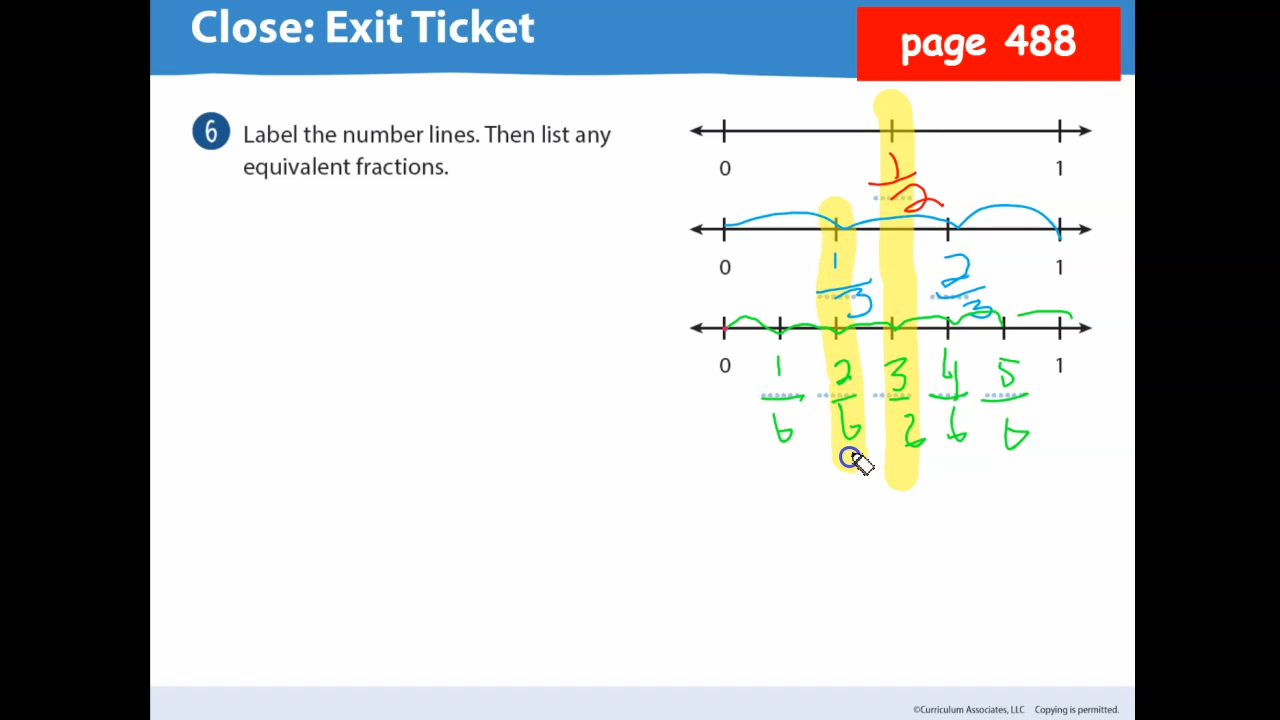 Close: Exit Ticket
page 488
6 Label the number lines. Then list any
equivalent fractions.
0 1
1/2
0 1
1/3 2/3
0 1
1/6 2/6 3/6 4/6 5/6
©Curriculum Associates, LLC Copying is permitted.